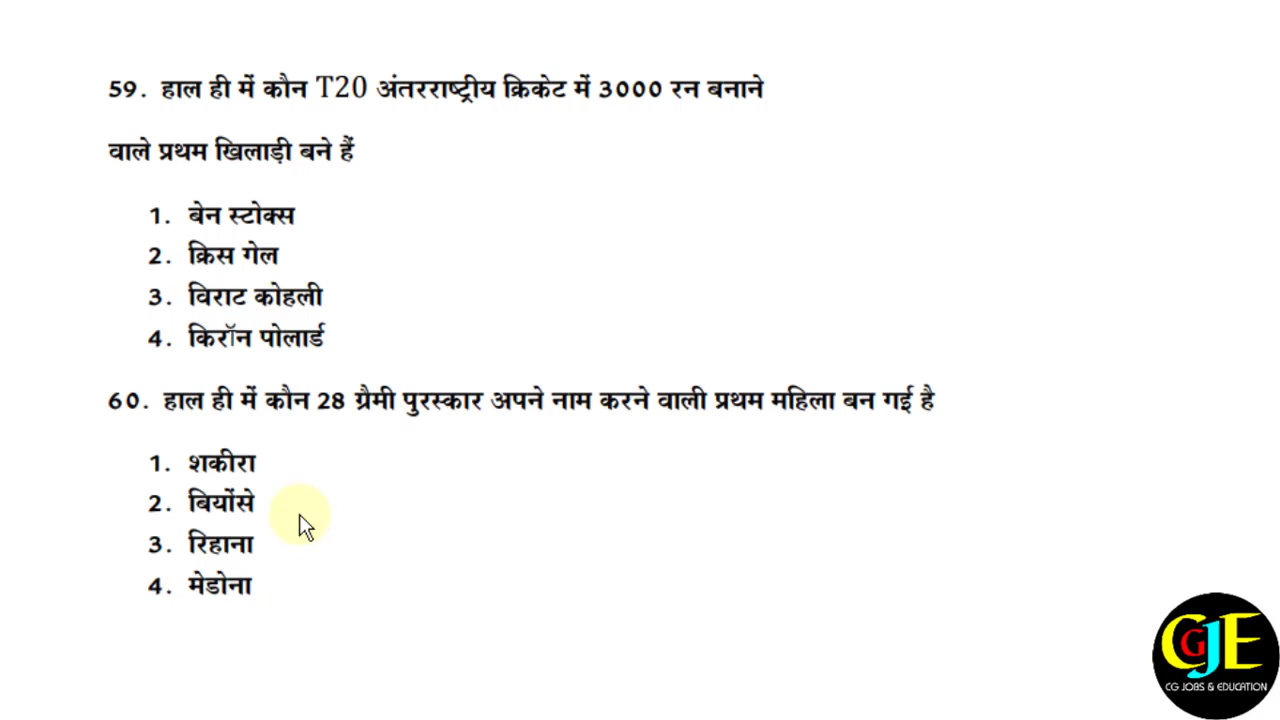 59. हाल ही में कौन T20 अंतरराष्ट्रीय क्रिकेट में 3000 रन बनाने
वाले प्रथम खिलाड़ी बने हैं
1. बेन स्टोक्स
2. क्रिस गेल
3. विराट कोहली
4. किरॉन पोलार्ड
60. हाल ही में कौन 28 ग्रैमी पुरस्कार अपने नाम करने वाली प्रथम महिला बन गई है
1. शकीरा
2. बियोंसे
3. रिहाना
4. मेडोना
CGJE
CG JOBS & EDUCATION